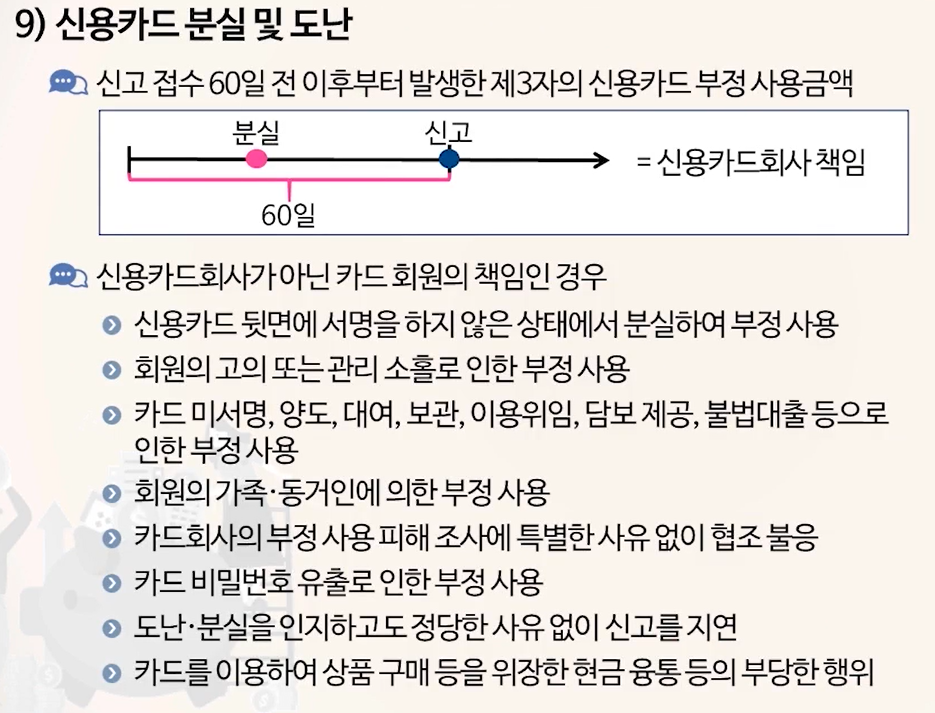 9) 신용카드 분실 및 도난
신고 접수 60일 전 이후부터 발생한 제3자의 신용카드 부정 사용금액
분실
신고
= 신용카드회사 책임
60일
신용카드회사가 아닌 카드 회원의 책임인 경우
신용카드 뒷면에 서명을 하지 않은 상태에서 분실하여 부정 사용
회원의 고의 또는 관리 소홀로 인한 부정 사용
카드 미서명, 양도, 대여, 보관, 이용위임, 담보 제공, 불법대출 등으로
인한 부정 사용
회원의 가족·동거인에 의한 부정 사용
카드회사의 부정 사용 피해 조사에 특별한 사유 없이 협조 불응
카드 비밀번호 유출로 인한 부정 사용
도난·분실을 인지하고도 정당한 사유 없이 신고를 지연
카드를 이용하여 상품 구매 등을 위장한 현금 융통 등의 부당한 행위